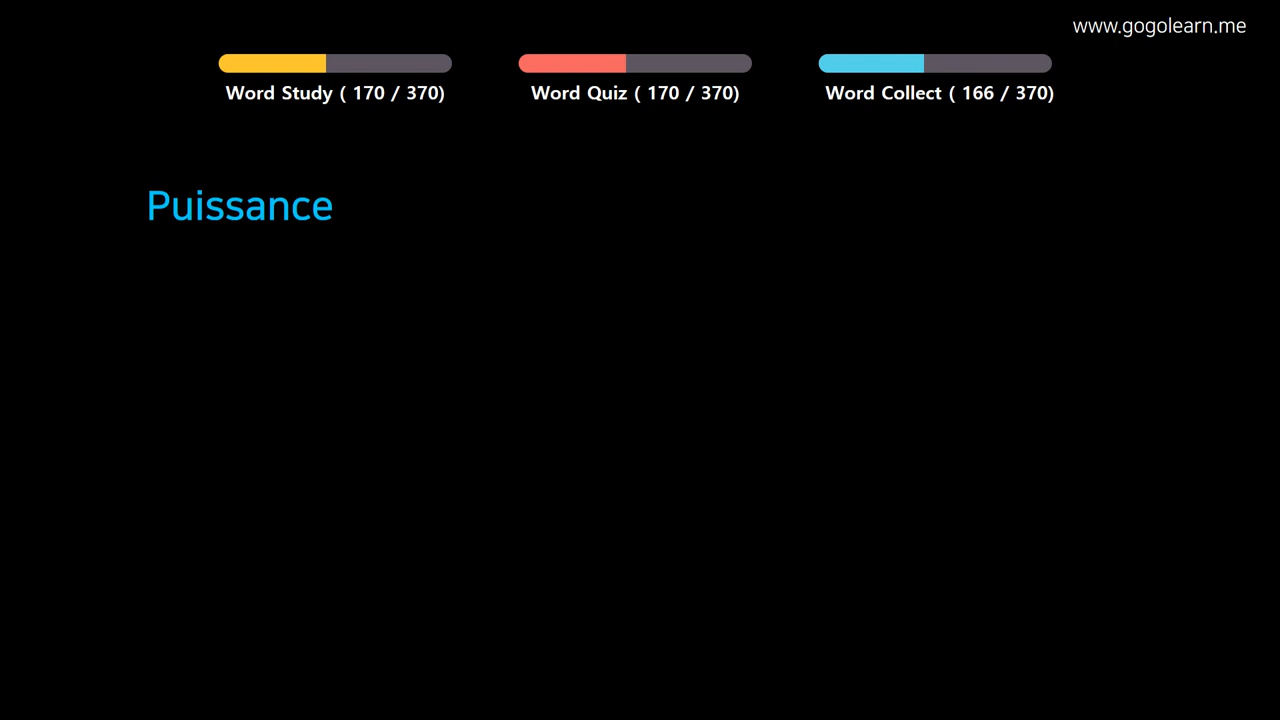 www.gogolearn.me
Word Study ( 170 / 370)
Word Quiz ( 170 / 370)
Word Collect ( 166 / 370)
Puissance